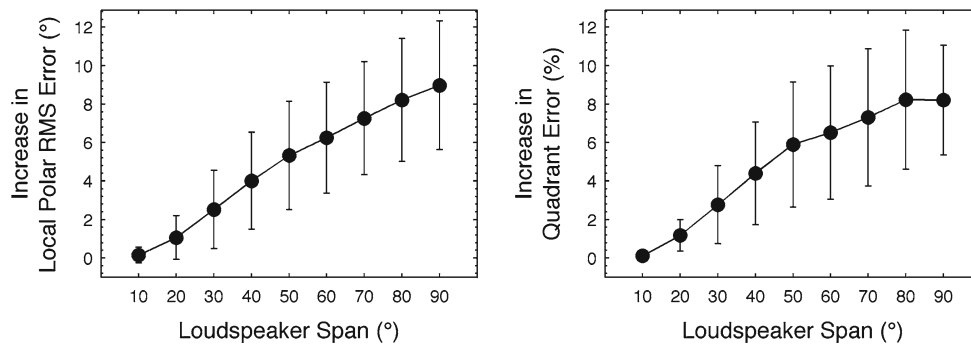 Increase in
Local Polar RMS Error (°)
12
10
8
6
4
2
0
10 20 30 40 50 60 70 80 90
Loudspeaker Span (°)
Increase in
Quadrant Error (%)
12
10
8
6
4
2
0
10 20 30 40 50 60 70 80 90
Loudspeaker Span (°)